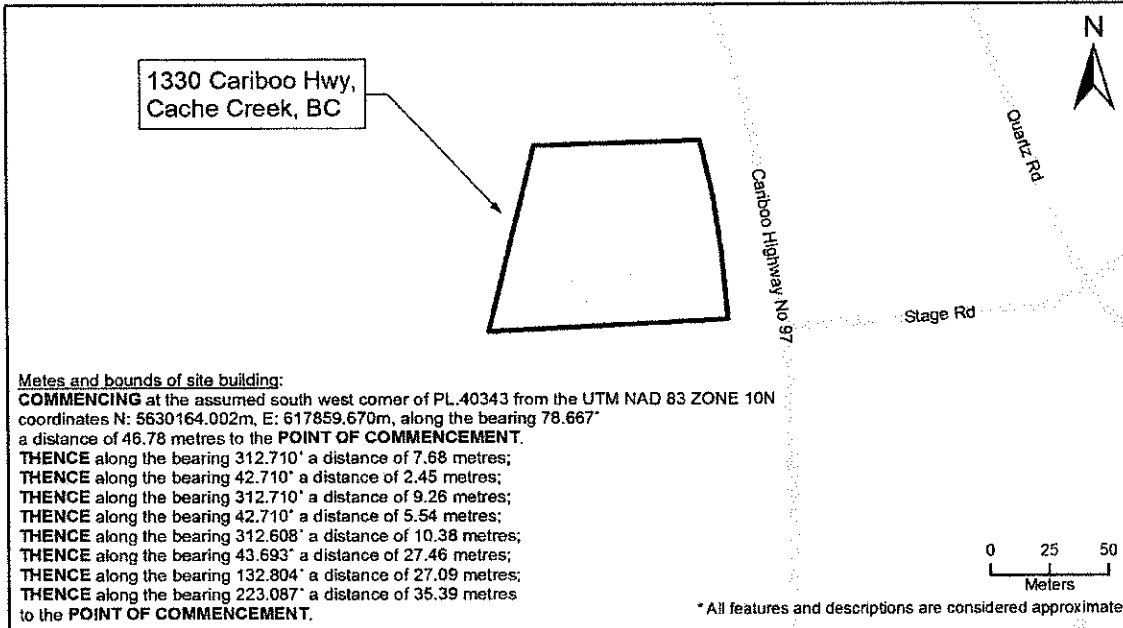 1330 Cariboo Hwy,
Cache Creek, BC
N
Quartz Rd
Cariboo Highway No 97
Stage Rd
Metes and bounds of site building:
COMMENCING at the assumed south west corner of PL.40343 from the UTM NAD 83 ZONE 10N
coordinates N: 5630164.002m, E: 617859.670m, along the bearing 78.667°
a distance of 46.78 metres to the POINT OF COMMENCEMENT.
THENCE along the bearing 312.710° a distance of 7.68 metres;
THENCE along the bearing 42.710° a distance of 2.45 metres;
THENCE along the bearing 312.710° a distance of 9.26 metres;
THENCE along the bearing 42.710° a distance of 5.54 metres;
THENCE along the bearing 312.608° a distance of 10.38 metres;
THENCE along the bearing 43.693° a distance of 27.46 metres;
THENCE along the bearing 132.804° a distance of 27.09 metres;
THENCE along the bearing 223.087° a distance of 35.39 metres
to the POINT OF COMMENCEMENT.
0 25 50
Meters
*All features and descriptions are considered approximate